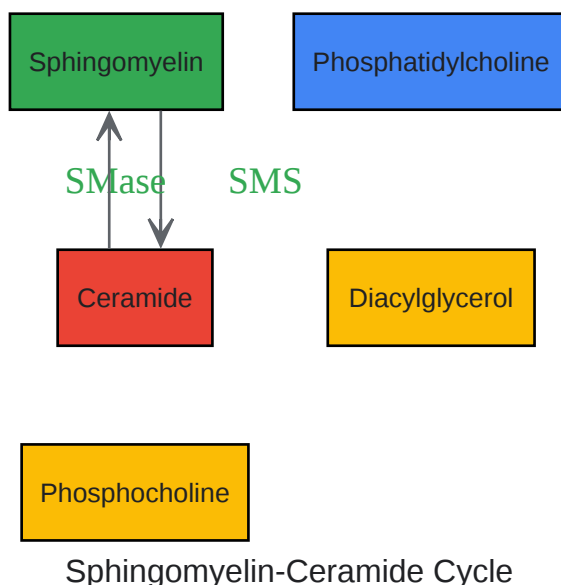 Sphingomyelin
Phosphatidylcholine
SMase
SMS
Ceramide
Diacylglycerol
Phosphocholine
Sphingomyelin-Ceramide Cycle